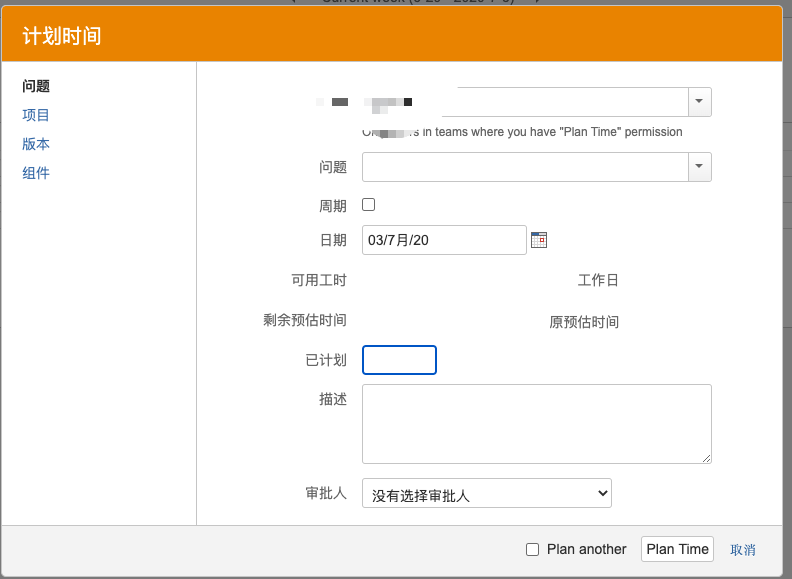 计划时间
问题
项目
版本
组件
in teams where you have "Plan Time" permission
问题
周期
日期 03/7月/20
可用工时 工作日
剩余预估时间 原预估时间
已计划
描述
审批人 没有选择审批人
Plan another Plan Time 取消